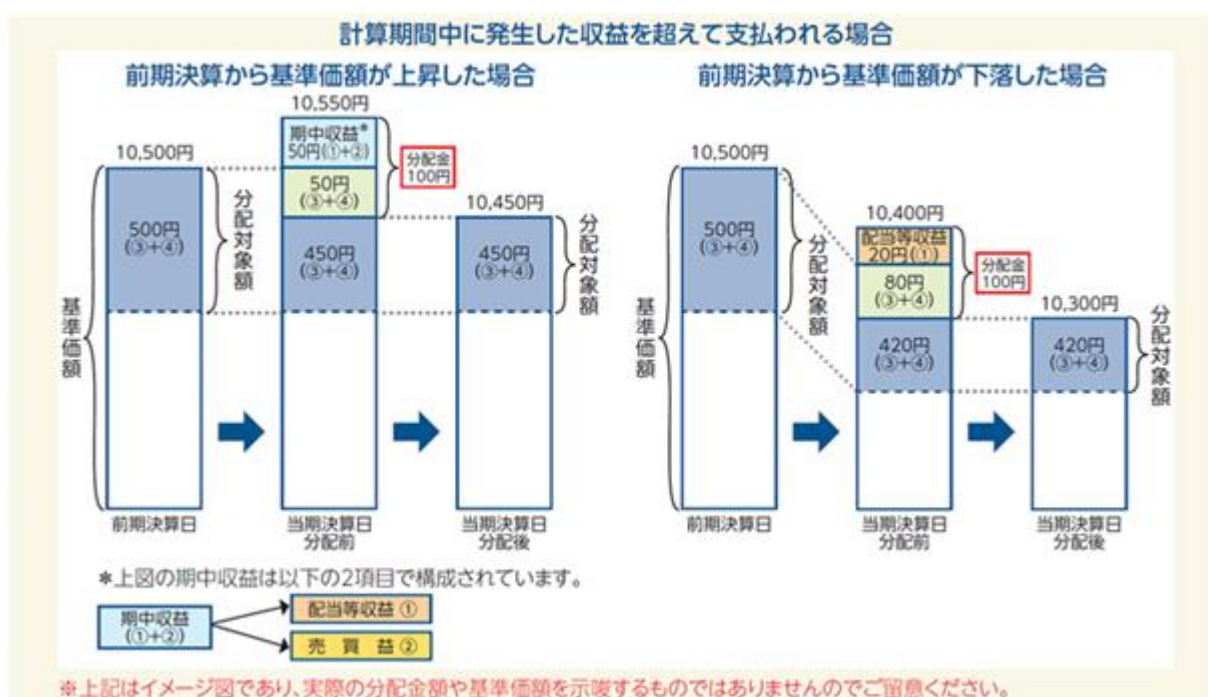 計算期間中に発生した収益を超えて支払われる場合
前期決算から基準価額が上昇した場合
10,550円
10,500円
期中収益*
50円(①+②)
分配金
100円
50円
(③+④)
10,450円
500円
(③+④)
分配対象額
450円
(③+④)
450円
(③+④)
分配対象額
基準価額
前期決算日
当期決算日
分配前
当期決算日
分配後
前期決算から基準価額が下落した場合
10,500円
10,400円
500円
(③+④)
分配対象額
配当等収益
20円(①)
分配金
100円
80円
(③+④)
10,300円
420円
(③+④)
420円
(③+④)
分配対象額
基準価額
前期決算日
当期決算日
分配前
当期決算日
分配後
*上図の期中収益は以下の2項目で構成されています。
期中収益
(①+②)
配当等収益 ①
売 買 益 ②
※上記はイメージ図であり、実際の分配金額や基準価額を示唆するものではありませんのでご留意ください。